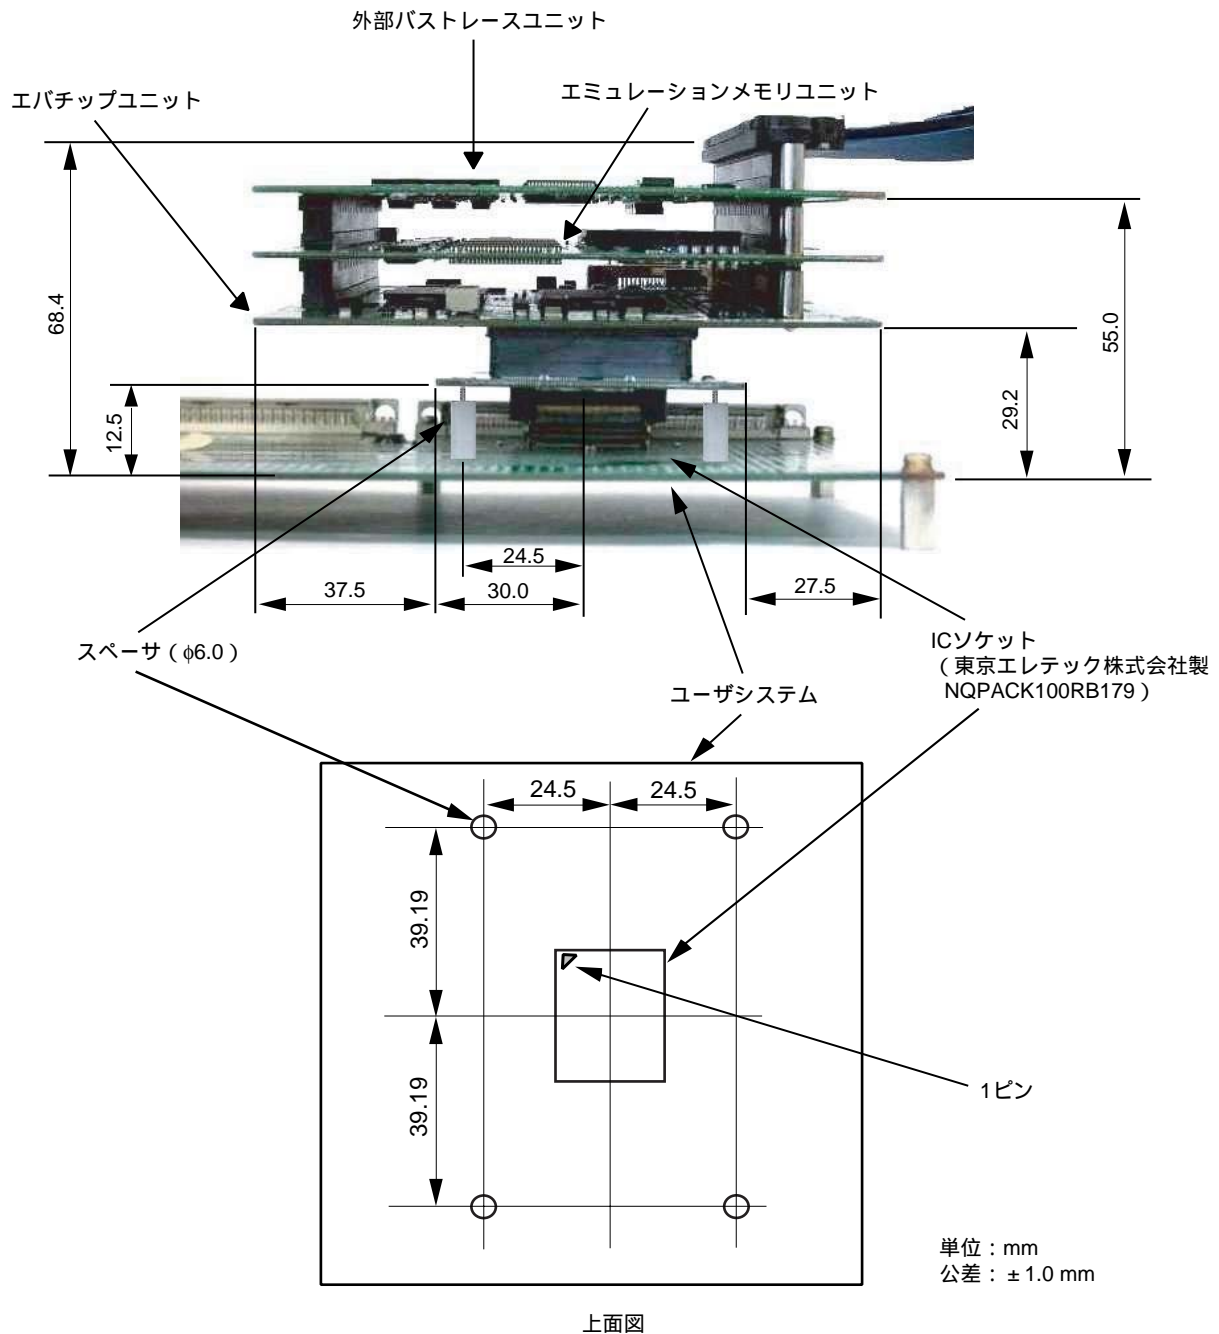 外部バストレースユニット
エバチップユニット
エミュレーションメモリユニット
68.4
55.0
29.2
12.5
24.5
37.5
30.0
27.5
スペーサ（φ6.0）
ICソケット
（東京エレテック株式会社製
NQPACK100RB179）
ユーザシステム
24.5
24.5
39.19
39.19
1ピン
単位：mm
公差：±1.0 mm
上面図